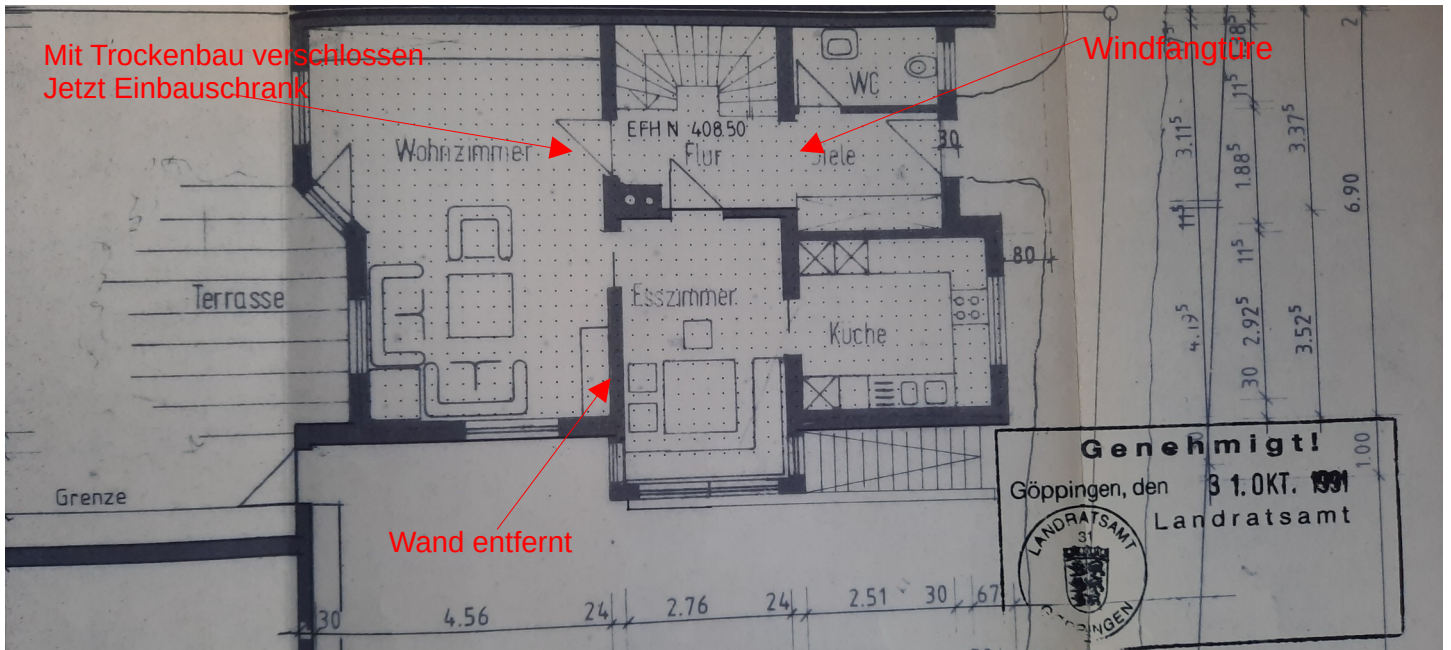 Mit Trockenbau verschlossen
Jetzt Einbauschrank
Windfangtüre
WC
EFH N 408.50
Wohnzimmer
Flur
30
80
Terrasse
Esszimmer
Küche
Grenze
Wand entfernt
Genehmigt!
Göppingen, den 31. OKT. 1991
Landratsamt
LANDRATSAMT
31
30
4.56
24
2.76
24
2.51
30
67
3.11⁵
11⁵
4.19⁵
11⁵
1.88⁵
11⁵
2.92⁵
30
3.37⁵
3.52⁵
2
6.90
1.00